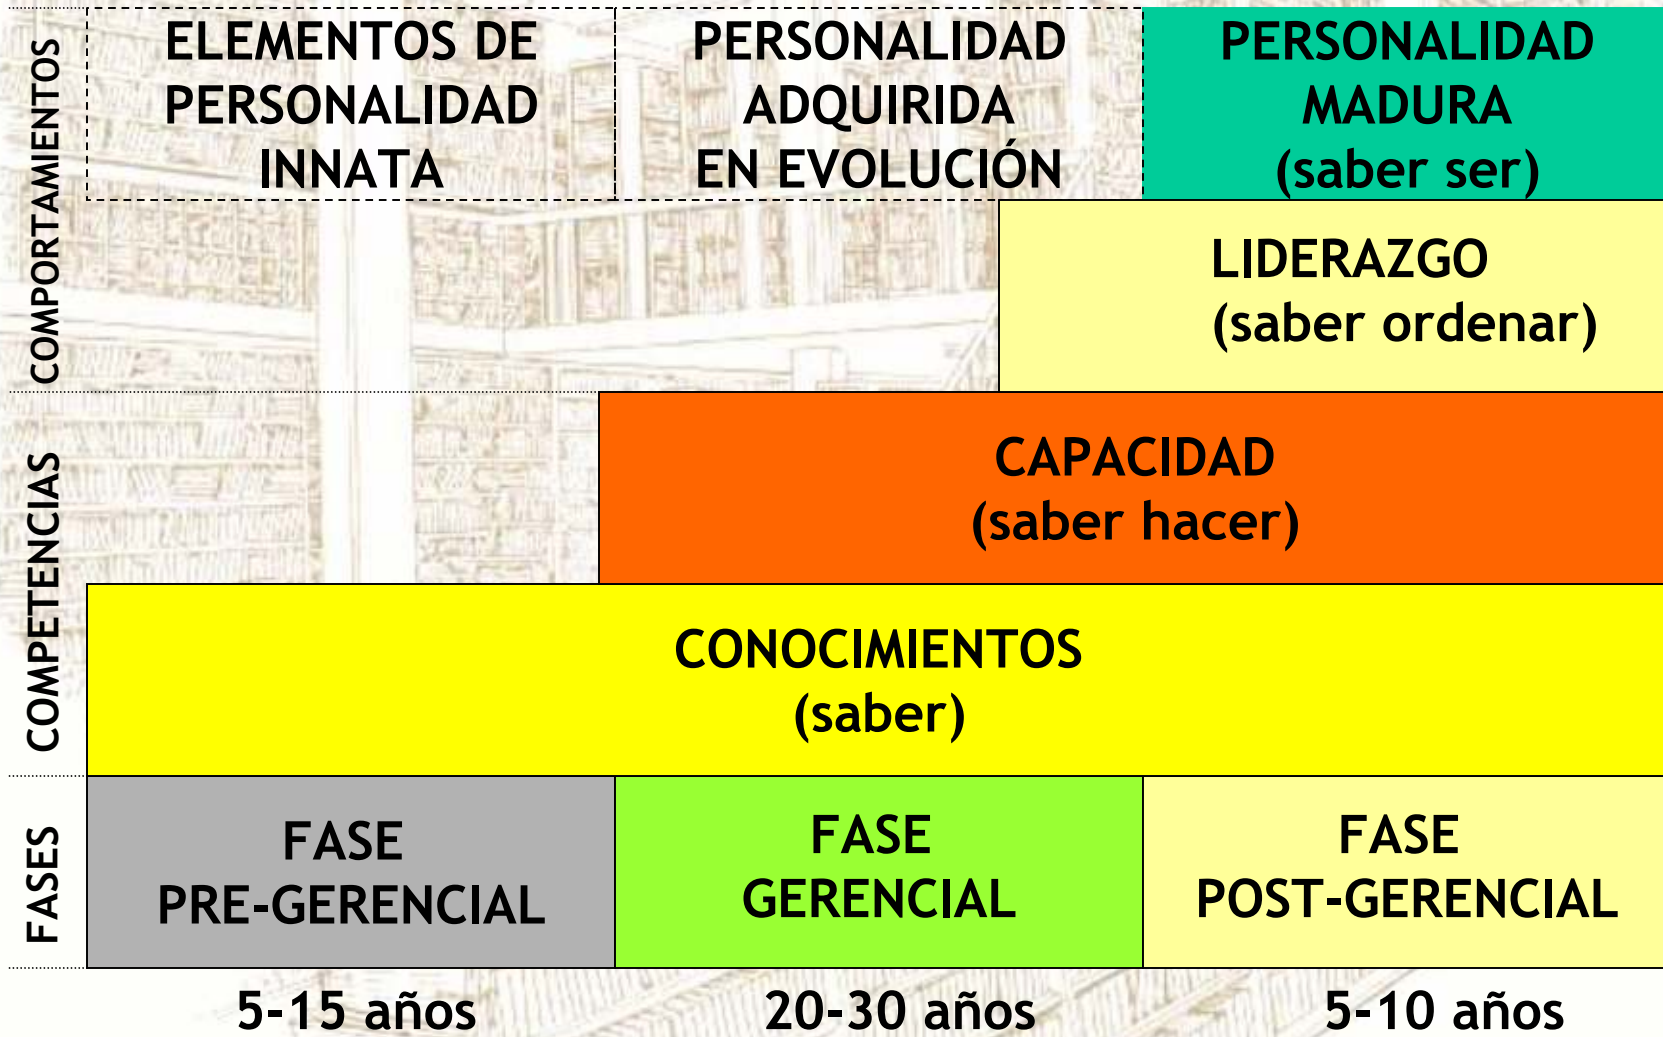 COMPORTAMIENTOS
ELEMENTOS DE
PERSONALIDAD
INNATA
PERSONALIDAD
ADQUIRIDA
EN EVOLUCIÓN
PERSONALIDAD
MADURA
(saber ser)
LIDERAZGO
(saber ordenar)
COMPETENCIAS
CAPACIDAD
(saber hacer)
CONOCIMIENTOS
(saber)
FASES
FASE
PRE-GERENCIAL
FASE
GERENCIAL
FASE
POST-GERENCIAL
5-15 años
20-30 años
5-10 años